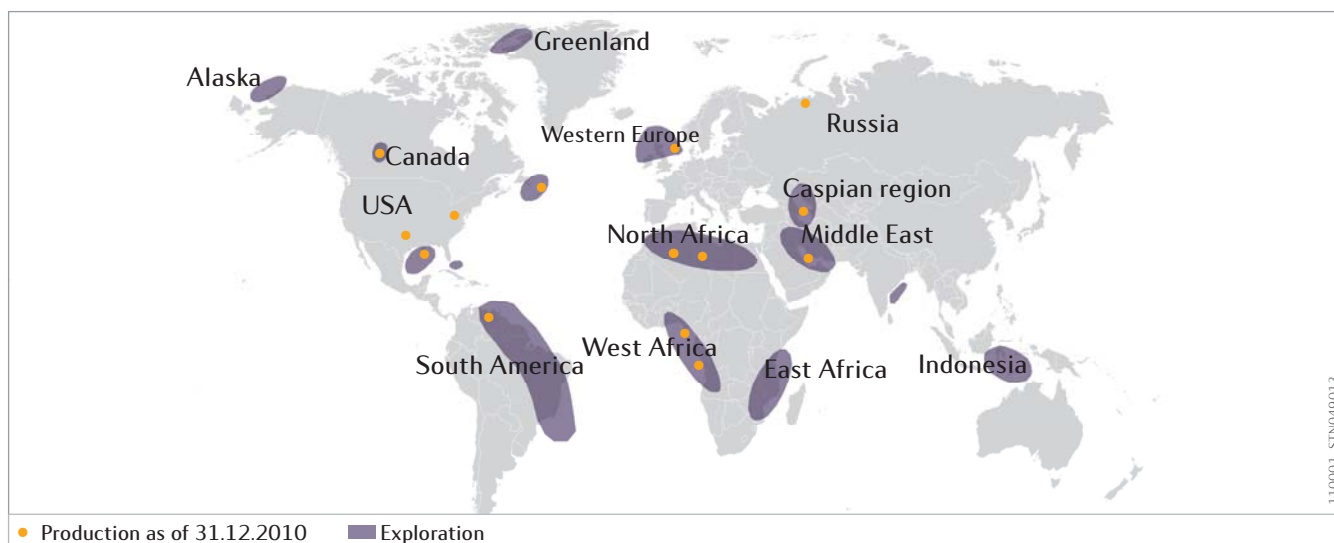 Greenland
Alaska
Western Europe
Russia
Canada
Caspian region
USA
North Africa
Middle East
West Africa
South America
East Africa
Indonesia
Production as of 31.12.2010
Exploration